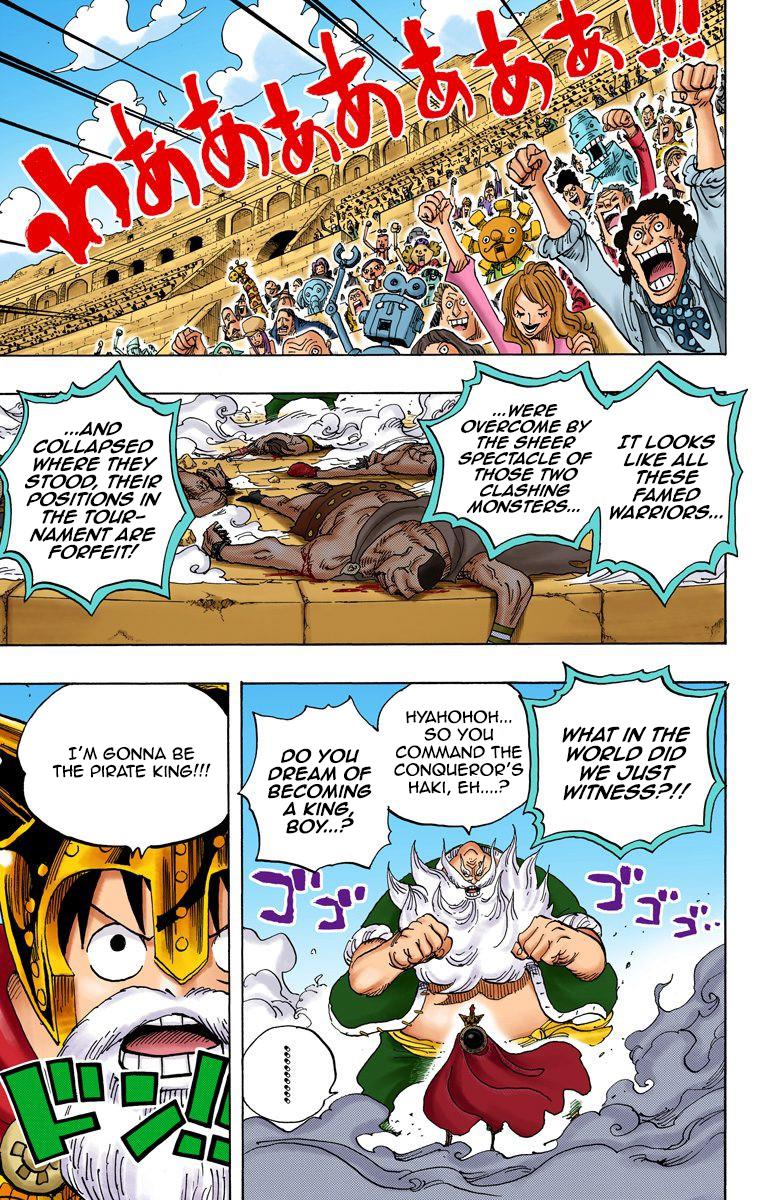 わあああああああ!!!
IT LOOKS
LIKE ALL
THESE
FAMED
WARRIORS...
...WERE
OVERCOME BY
THE SHEER
SPECTACLE OF
THOSE TWO
CLASHING
MONSTERS...
...AND
COLLAPSED
WHERE THEY
STOOD, THEIR
POSITIONS IN
THE TOUR-
NAMENT ARE
FORFEIT!
WHAT IN THE
WORLD DID
WE JUST
WITNESS?!!
HYAHOHOH...
SO YOU
COMMAND THE
CONQUEROR'S
HAKI, EH....?
DO YOU
DREAM OF
BECOMING
A KING,
BOY...?
ゴゴゴ..
ゴゴ
.........
I'M GONNA BE
THE PIRATE KING!!!
ドン!!